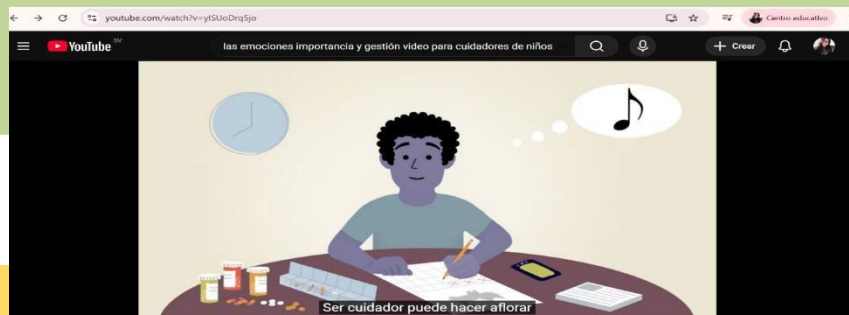 youtube.com/watch?v=yISUoDrq5jo
Centro educativo
YouTube SV
las emociones importancia y gestión video para cuidadores de niños
+ Crear
Ser cuidador puede hacer aflorar